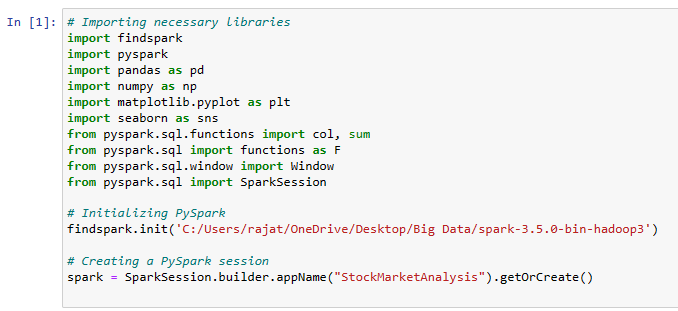 In [1]: # Importing necessary libraries
import findspark
import pyspark
import pandas as pd
import numpy as np
import matplotlib.pyplot as plt
import seaborn as sns
from pyspark.sql.functions import col, sum
from pyspark.sql import functions as F
from pyspark.sql.window import Window
from pyspark.sql import SparkSession

# Initializing PySpark
findspark.init('C:/Users/rajat/OneDrive/Desktop/Big Data/spark-3.5.0-bin-hadoop3')

# Creating a PySpark session
spark = SparkSession.builder.appName("StockMarketAnalysis").getOrCreate()